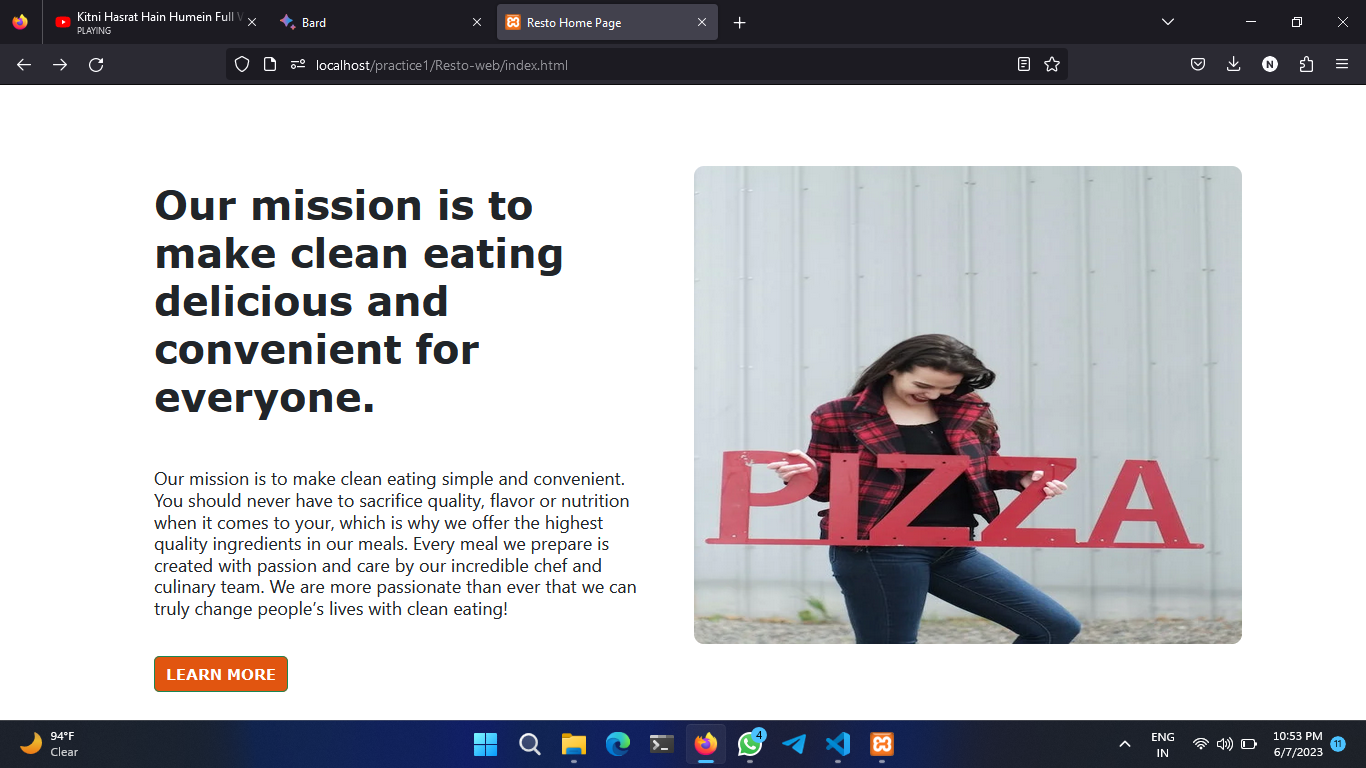 Kitni Hasrat Hain Humein Full V
PLAYING
Bard
Resto Home Page
localhost/practice1/Resto-web/index.html
N
Our mission is to
make clean eating
delicious and
convenient for
everyone.
Our mission is to make clean eating simple and convenient.
You should never have to sacrifice quality, flavor or nutrition
when it comes to your, which is why we offer the highest
quality ingredients in our meals. Every meal we prepare is
created with passion and care by our incredible chef and
culinary team. We are more passionate than ever that we can
truly change people’s lives with clean eating!
LEARN MORE
PIZZA
94°F
Clear
4
ENG
IN
10:53 PM
6/7/2023
11